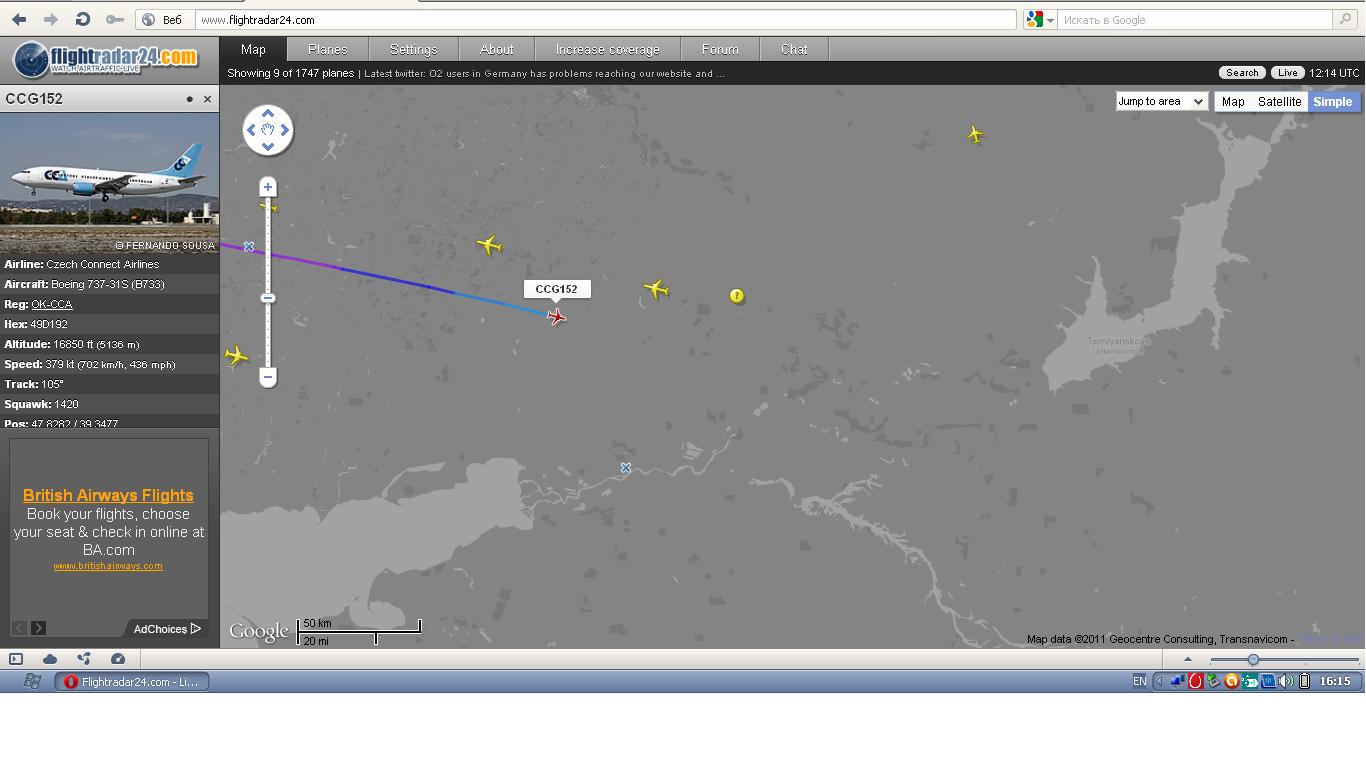 Веб
www.flightradar24.com
Искать в Google
flightradar24.com
WATCH AIRTRAFFIC LIVE
Map Planes Settings About Increase coverage Forum Chat
Showing 9 of 1747 planes | Latest twitter: O2 users in Germany has problems reaching our website and ...
Search Live 12:14 UTC
CCG152
CCA
© FERNANDO SOUSA
Airline: Czech Connect Airlines
Aircraft: Boeing 737-31S (B733)
Reg: OK-CCA
Hex: 49D192
Altitude: 16850 ft (5136 m)
Speed: 379 kt (702 km/h, 436 mph)
Track: 105°
Squawk: 1420
Pos: 47.8282 / 39.3477
British Airways Flights
Book your flights, choose
your seat & check in online at
BA.com
www.britishairways.com
AdChoices
Jump to area
Map Satellite Simple
CCG152
?
Tsimlyanskoye
Google
50 km
20 mi
Map data ©2011 Geocentre Consulting, Transnavicom -
Flightradar24.com - Li...
EN
16:15